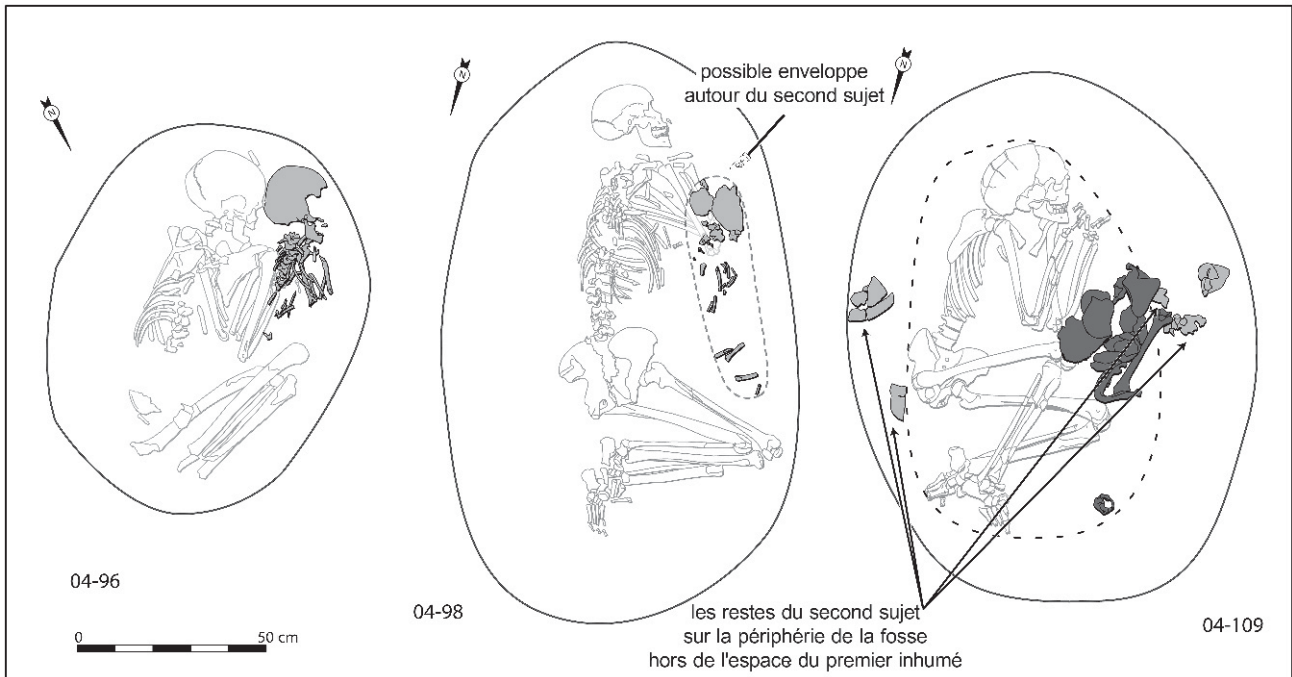 N
N
possible enveloppe
autour du second sujet
N
04-96
0
50 cm
04-98
les restes du second sujet
sur la périphérie de la fosse
hors de l'espace du premier inhumé
04-109